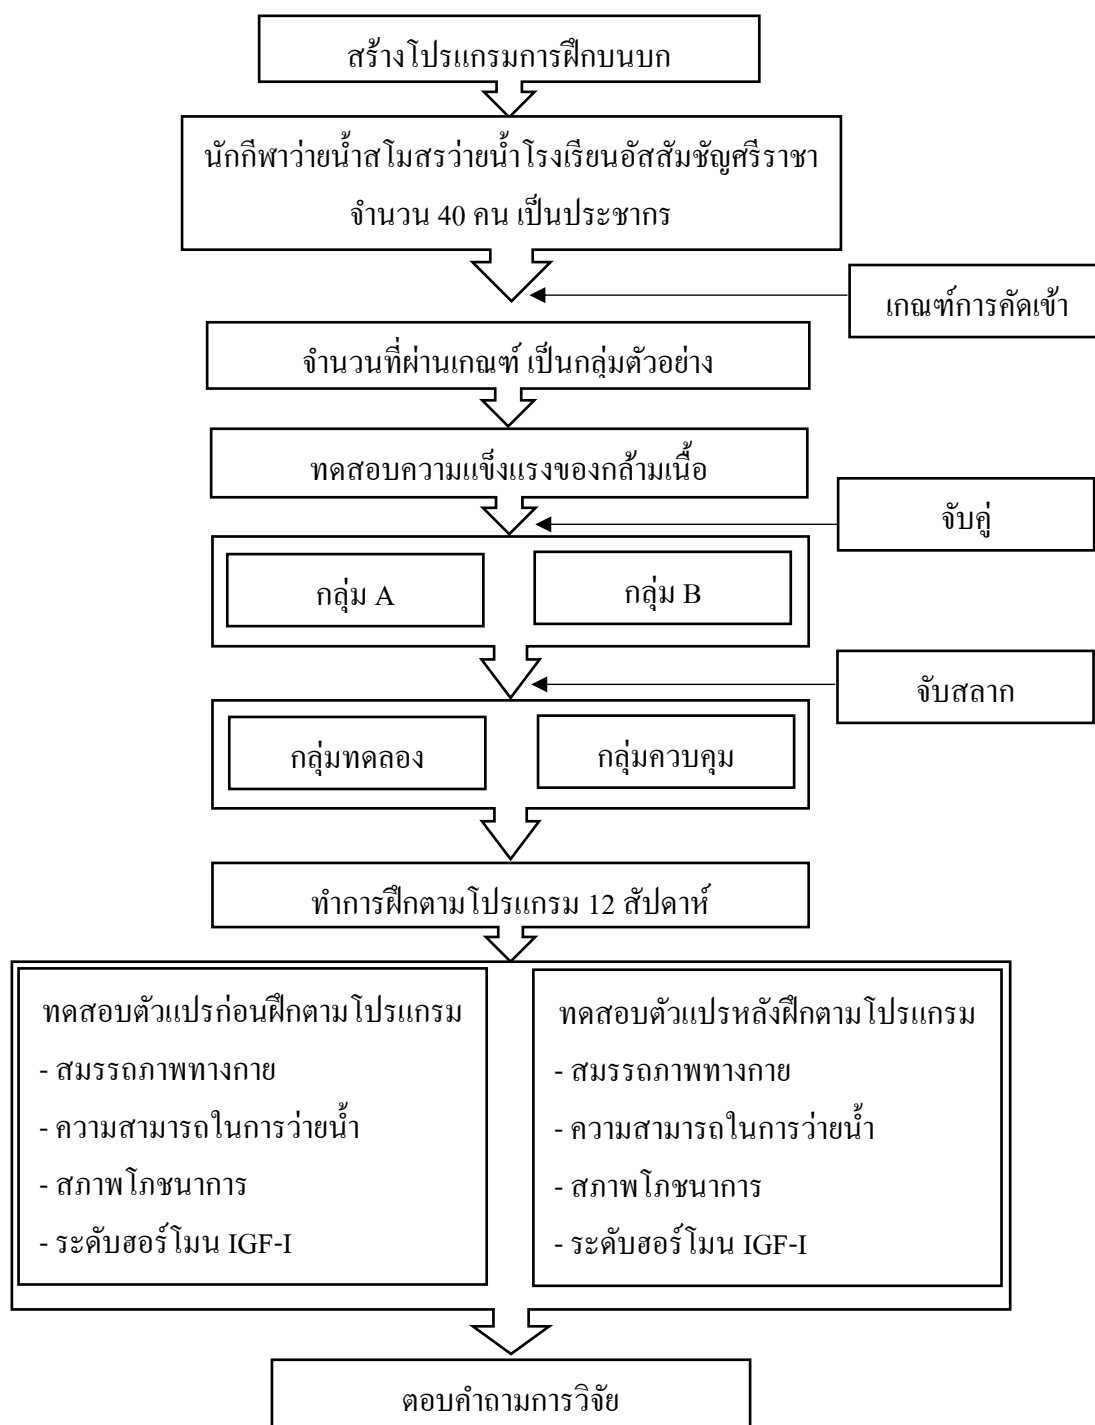 สร้างโปรแกรมการฝึกบนบก
นักกีฬาว่ายน้ำสโมสรว่ายน้ำโรงเรียนอัสสัมชัญศรีราชา
จำนวน 40 คน เป็นประชากร
เกณฑ์การคัดเข้า
จำนวนที่ผ่านเกณฑ์ เป็นกลุ่มตัวอย่าง
ทดสอบความแข็งแรงของกล้ามเนื้อ
จับคู่
กลุ่ม A
กลุ่ม B
จับสลาก
กลุ่มทดลอง
กลุ่มควบคุม
ทำการฝึกตามโปรแกรม 12 สัปดาห์
ทดสอบตัวแปรก่อนฝึกตามโปรแกรม
- สมรรถภาพทางกาย
- ความสามารถในการว่ายน้ำ
- สภาพโภชนาการ
- ระดับฮอร์โมน IGF-I
ทดสอบตัวแปรหลังฝึกตามโปรแกรม
- สมรรถภาพทางกาย
- ความสามารถในการว่ายน้ำ
- สภาพโภชนาการ
- ระดับฮอร์โมน IGF-I
ตอบคำถามการวิจัย